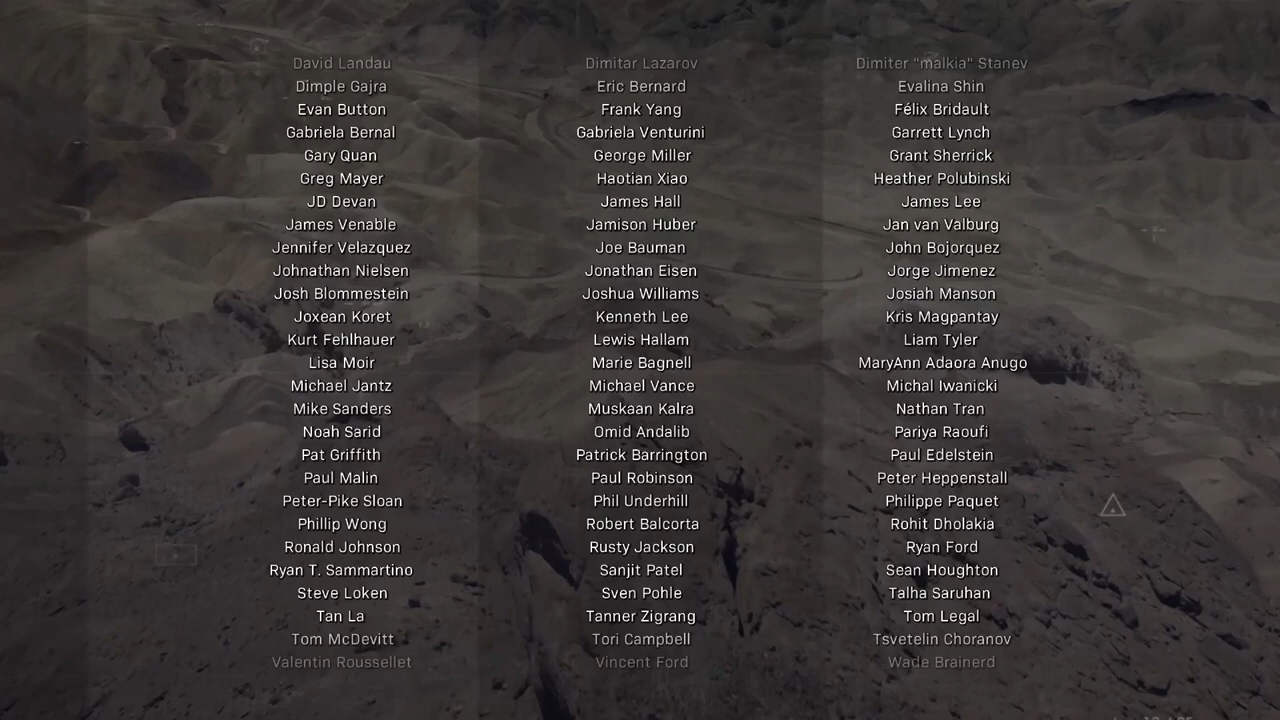 David Landau Dimitar Lazarov Dimiter "malkia" Stanev
Dimple Gajra Eric Bernard Evalina Shin
Evan Button Frank Yang Félix Bridault
Gabriela Bernal Gabriela Venturini Garrett Lynch
Gary Quan George Miller Grant Sherrick
Greg Mayer Haotian Xiao Heather Polubinski
JD Devan James Hall James Lee
James Venable Jamison Huber Jan van Valburg
Jennifer Velazquez Joe Bauman John Bojorquez
Johnathan Nielsen Jonathan Eisen Jorge Jimenez
Josh Blommestein Joshua Williams Josiah Manson
Joxean Koret Kenneth Lee Kris Magpantay
Kurt Fehlhauer Lewis Hallam Liam Tyler
Lisa Moir Marie Bagnell MaryAnn Adaora Anugo
Michael Jantz Michael Vance Michal Iwanicki
Mike Sanders Muskaan Kalra Nathan Tran
Noah Sarid Omid Andalib Pariya Raoufi
Pat Griffith Patrick Barrington Paul Edelstein
Paul Malin Paul Robinson Peter Heppenstall
Peter-Pike Sloan Phil Underhill Philippe Paquet
Phillip Wong Robert Balcorta Rohit Dholakia
Ronald Johnson Rusty Jackson Ryan Ford
Ryan T. Sammartino Sanjit Patel Sean Houghton
Steve Loken Sven Pohle Talha Saruhan
Tan La Tanner Zigrang Tom Legal
Tom McDevitt Tori Campbell Tsvetelin Choranov
Valentin Roussellet Vincent Ford Wade Brainerd